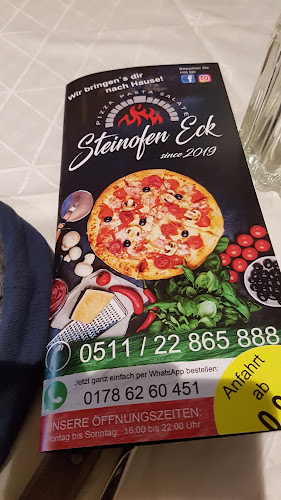 Wir bringen's dir
nach Hause!
Besuchen Sie
uns bei
PIZZA PASTA SALAT
Steinofen Eck
since 2019
0511 / 22 865 888
Jetzt ganz einfach per WhatsApp bestellen:
0178 62 60 451
UNSERE ÖFFNUNGSZEITEN:
Montag bis Sonntag: 16:00 bis 22:00 Uhr
Anfahrt
ab